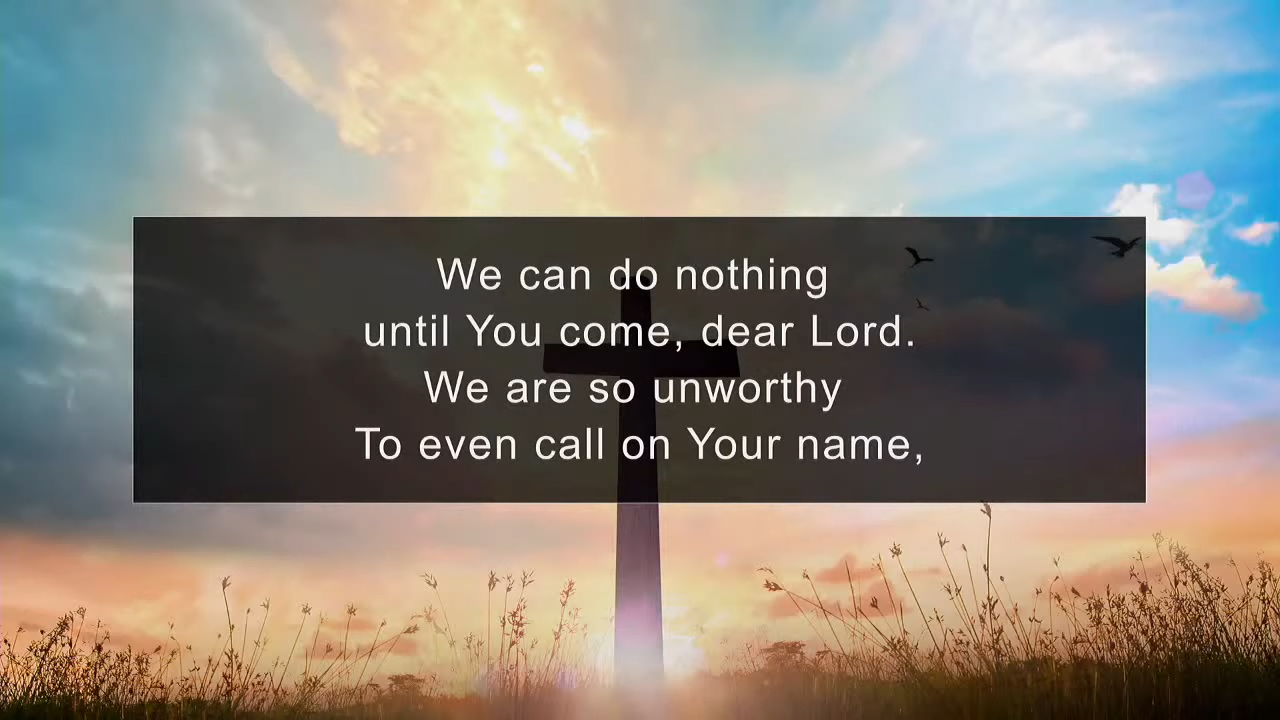 We can do nothing
until You come, dear Lord.
We are so unworthy
To even call on Your name,